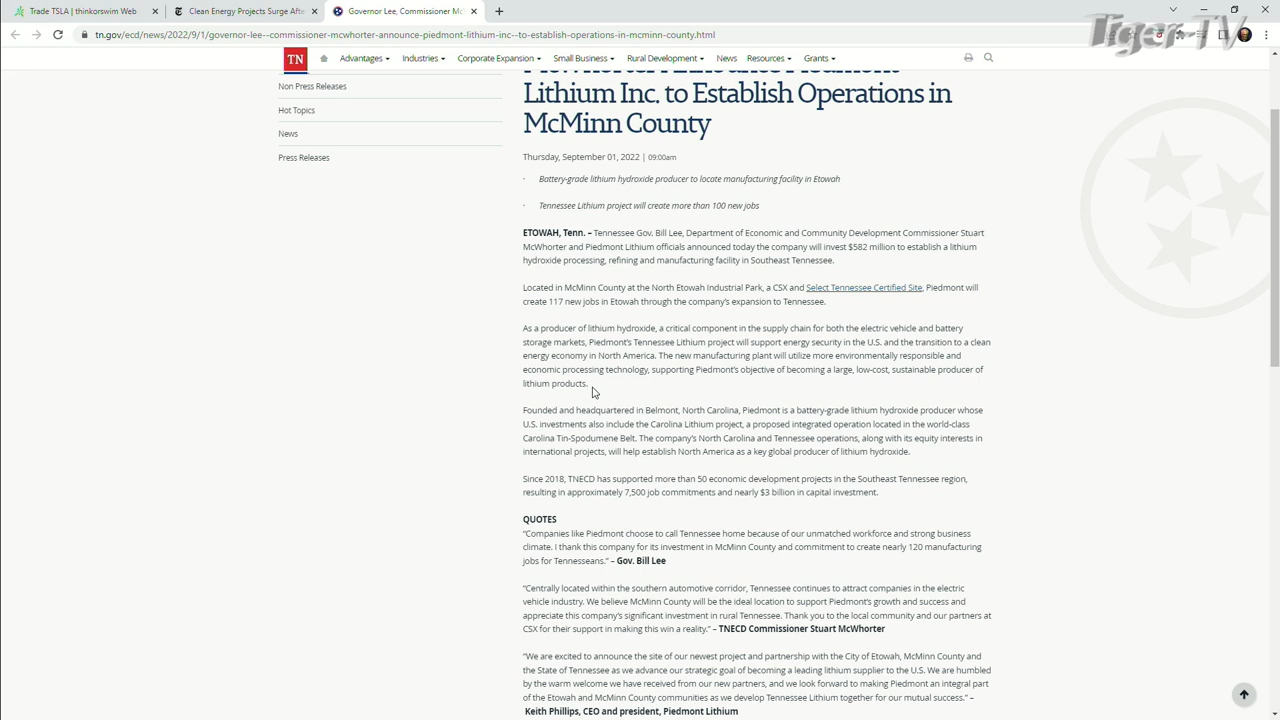 Trade TSLA | thinkorswim Web
Clean Energy Projects Surge Afte
Governor Lee, Commissioner Mc
tn.gov/ecd/news/2022/9/1/governor-lee--commissioner-mcwhorter-announce-piedmont-lithium-inc--to-establish-operations-in-mcminn-county.html
Tiger TV
TN
Advantages
Industries
Corporate Expansion
Small Business
Rural Development
News
Resources
Grants
Non Press Releases
Hot Topics
News
Press Releases
McWhorter Announce Piedmont
Lithium Inc. to Establish Operations in
McMinn County
Thursday, September 01, 2022 | 09:00am
· Battery-grade lithium hydroxide producer to locate manufacturing facility in Etowah
· Tennessee Lithium project will create more than 100 new jobs
ETOWAH, Tenn. – Tennessee Gov. Bill Lee, Department of Economic and Community Development Commissioner Stuart
McWhorter and Piedmont Lithium officials announced today the company will invest $582 million to establish a lithium
hydroxide processing, refining and manufacturing facility in Southeast Tennessee.
Located in McMinn County at the North Etowah Industrial Park, a CSX and Select Tennessee Certified Site, Piedmont will
create 117 new jobs in Etowah through the company's expansion to Tennessee.
As a producer of lithium hydroxide, a critical component in the supply chain for both the electric vehicle and battery
storage markets, Piedmont's Tennessee Lithium project will support energy security in the U.S. and the transition to a clean
energy economy in North America. The new manufacturing plant will utilize more environmentally responsible and
economic processing technology, supporting Piedmont's objective of becoming a large, low-cost, sustainable producer of
lithium products.
Founded and headquartered in Belmont, North Carolina, Piedmont is a battery-grade lithium hydroxide producer whose
U.S. investments also include the Carolina Lithium project, a proposed integrated operation located in the world-class
Carolina Tin-Spodumene Belt. The company's North Carolina and Tennessee operations, along with its equity interests in
international projects, will help establish North America as a key global producer of lithium hydroxide.
Since 2018, TNECD has supported more than 50 economic development projects in the Southeast Tennessee region,
resulting in approximately 7,500 job commitments and nearly $3 billion in capital investment.
QUOTES
“Companies like Piedmont choose to call Tennessee home because of our unmatched workforce and strong business
climate. I thank this company for its investment in McMinn County and commitment to create nearly 120 manufacturing
jobs for Tennesseans.” – Gov. Bill Lee
“Centrally located within the southern automotive corridor, Tennessee continues to attract companies in the electric
vehicle industry. We believe McMinn County will be the ideal location to support Piedmont's growth and success and
appreciate this company's significant investment in rural Tennessee. Thank you to the local community and our partners at
CSX for their support in making this win a reality.” – TNECD Commissioner Stuart McWhorter
“We are excited to announce the site of our newest project and partnership with the City of Etowah, McMinn County and
the State of Tennessee as we advance our strategic goal of becoming a leading lithium supplier to the U.S. We are humbled
by the warm welcome we have received from our new partners, and we look forward to making Piedmont an integral part
of the Etowah and McMinn County communities as we develop Tennessee Lithium together for our mutual success.” –
Keith Phillips, CEO and president, Piedmont Lithium